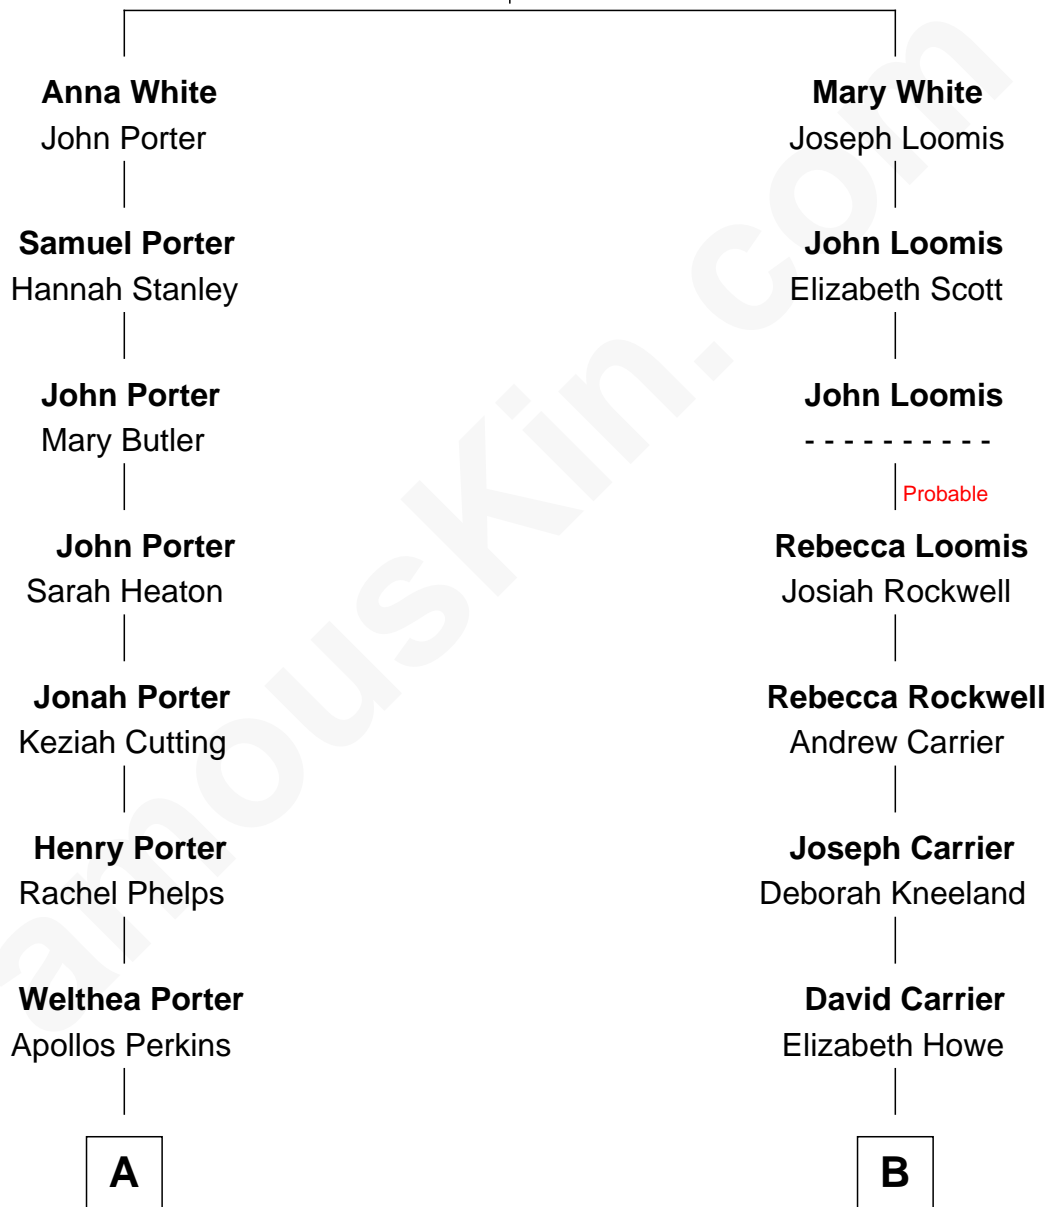 Anna White
John Porter
Samuel Porter
Hannah Stanley
John Porter
Mary Butler
John Porter
Sarah Heaton
Jonah Porter
Keziah Cutting
Henry Porter
Rachel Phelps
Welthea Porter
Apollos Perkins
A
Mary White
Joseph Loomis
John Loomis
Elizabeth Scott
John Loomis
- - - - - - - - - -
Probable
Rebecca Loomis
Josiah Rockwell
Rebecca Rockwell
Andrew Carrier
Joseph Carrier
Deborah Kneeland
David Carrier
Elizabeth Howe
B
amousKin.com